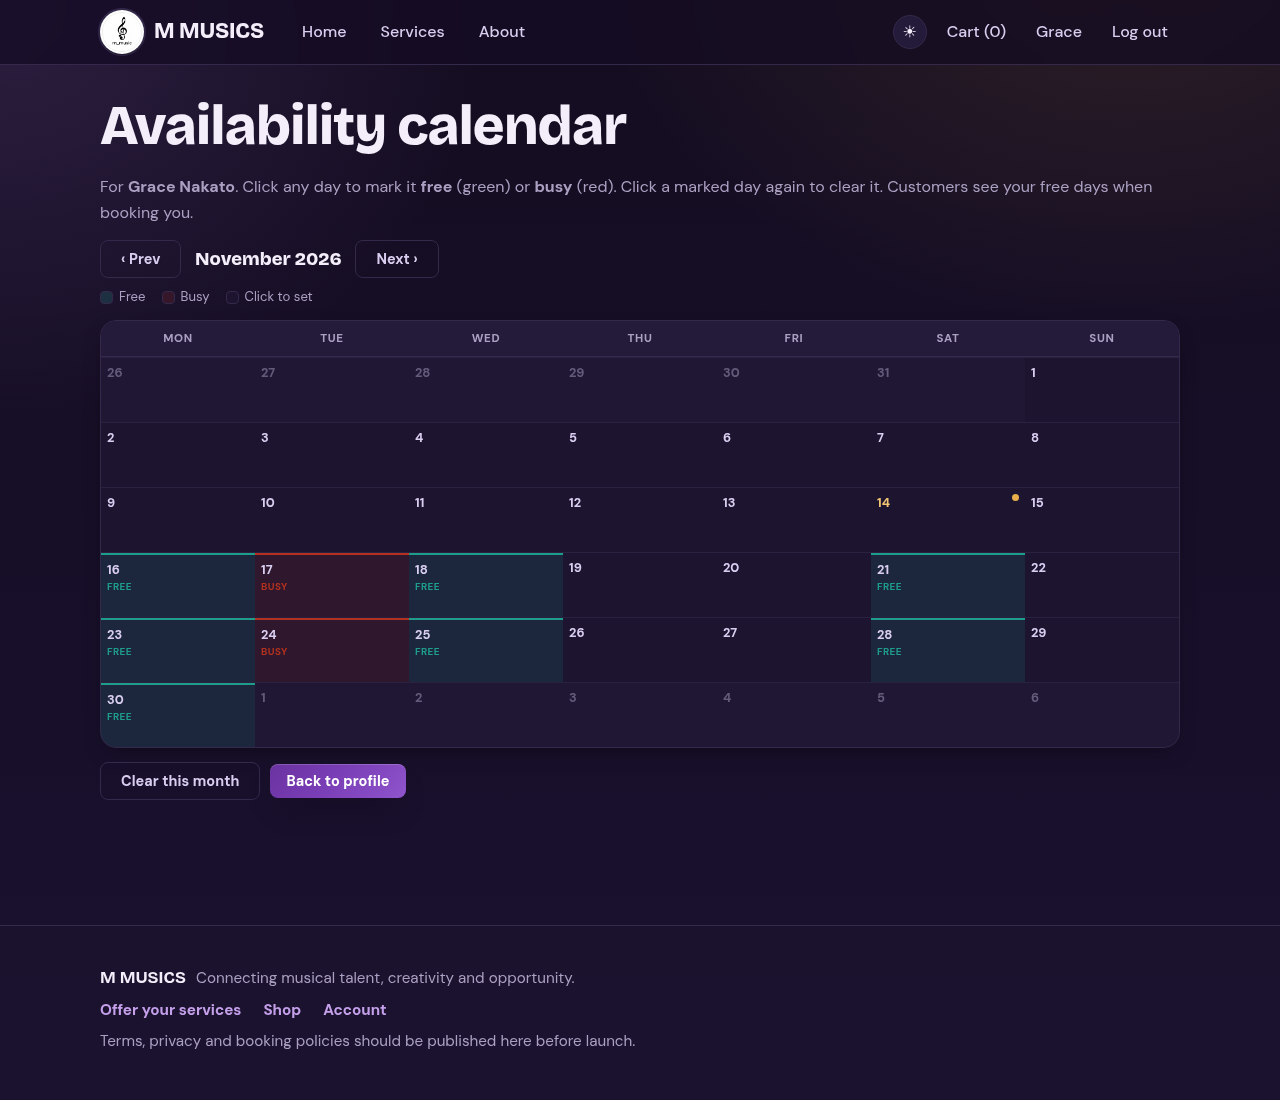 M MUSICS
Home Services About
Cart (0) Grace Log out
Availability calendar
For Grace Nakato. Click any day to mark it free (green) or busy (red). Click a marked day again to clear it. Customers see your free days when
booking you.
‹ Prev November 2026 Next ›
Free Busy Click to set
MON TUE WED THU FRI SAT SUN
26 27 28 29 30 31 1
2 3 4 5 6 7 8
9 10 11 12 13 14 15
16 17 18 19 20 21 22
FREE BUSY FREE FREE
23 24 25 26 27 28 29
FREE BUSY FREE FREE
30 1 2 3 4 5 6
FREE
Clear this month Back to profile
M MUSICS Connecting musical talent, creativity and opportunity.
Offer your services Shop Account
Terms, privacy and booking policies should be published here before launch.